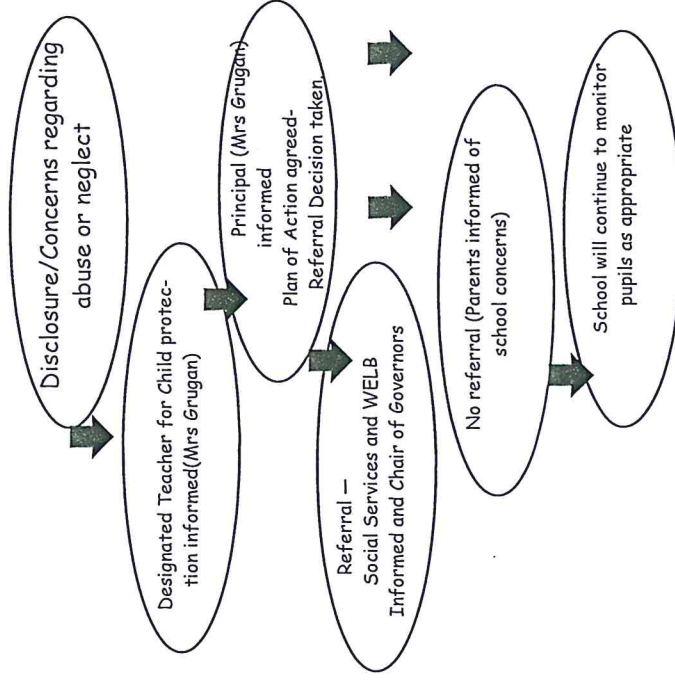 Disclosure/Concerns regarding
abuse or neglect
Designated Teacher for Child protec-
tion informed(Mrs Grugan)
Principal (Mrs Grugan)
informed
Plan of Action agreed-
Referral Decision taken.
Referral –
Social Services and WELB
Informed and Chair of Governors
No referral (Parents informed of
school concerns)
School will continue to monitor
pupils as appropriate